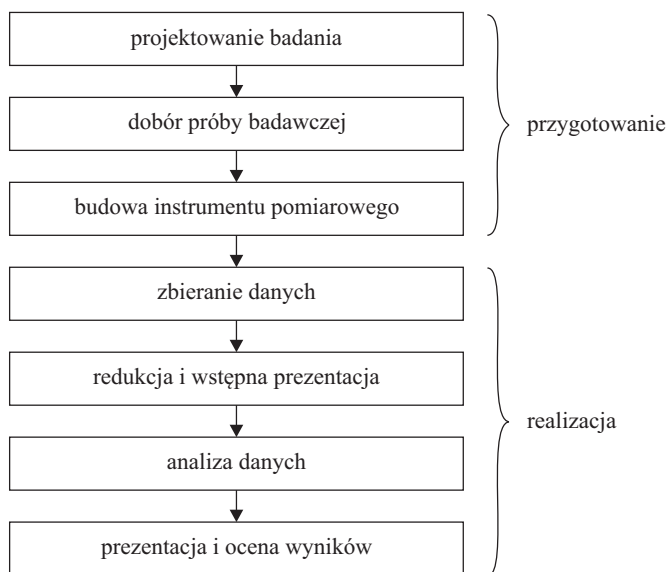 projektowanie badania
dobór próby badawczej
budowa instrumentu pomiarowego
przygotowanie
zbieranie danych
redukcja i wstępna prezentacja
analiza danych
prezentacja i ocena wyników
realizacja